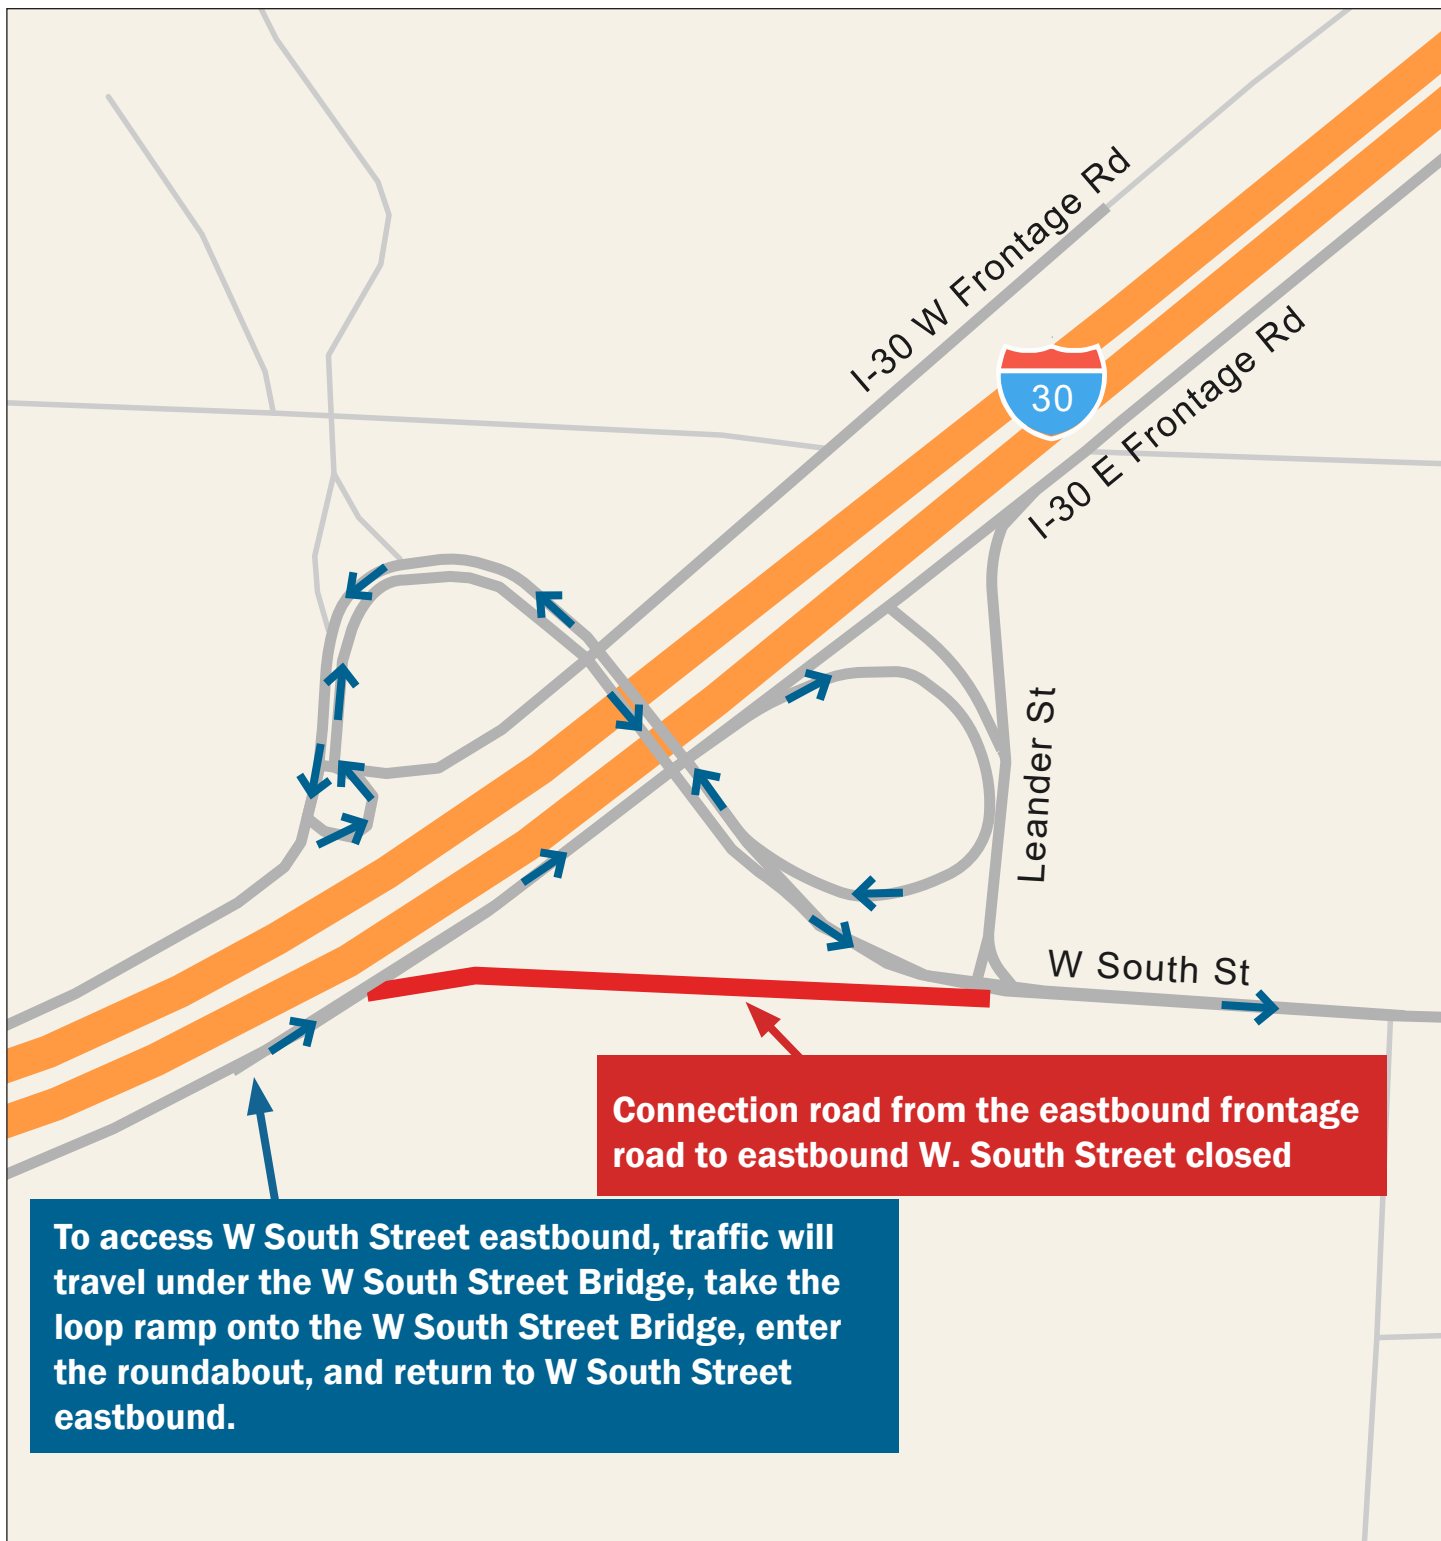 I-30 W Frontage Rd
30
I-30 E Frontage Rd
Leander St
W South St
Connection road from the eastbound frontage
road to eastbound W. South Street closed
To access W South Street eastbound, traffic will
travel under the W South Street Bridge, take the
loop ramp onto the W South Street Bridge, enter
the roundabout, and return to W South Street
eastbound.